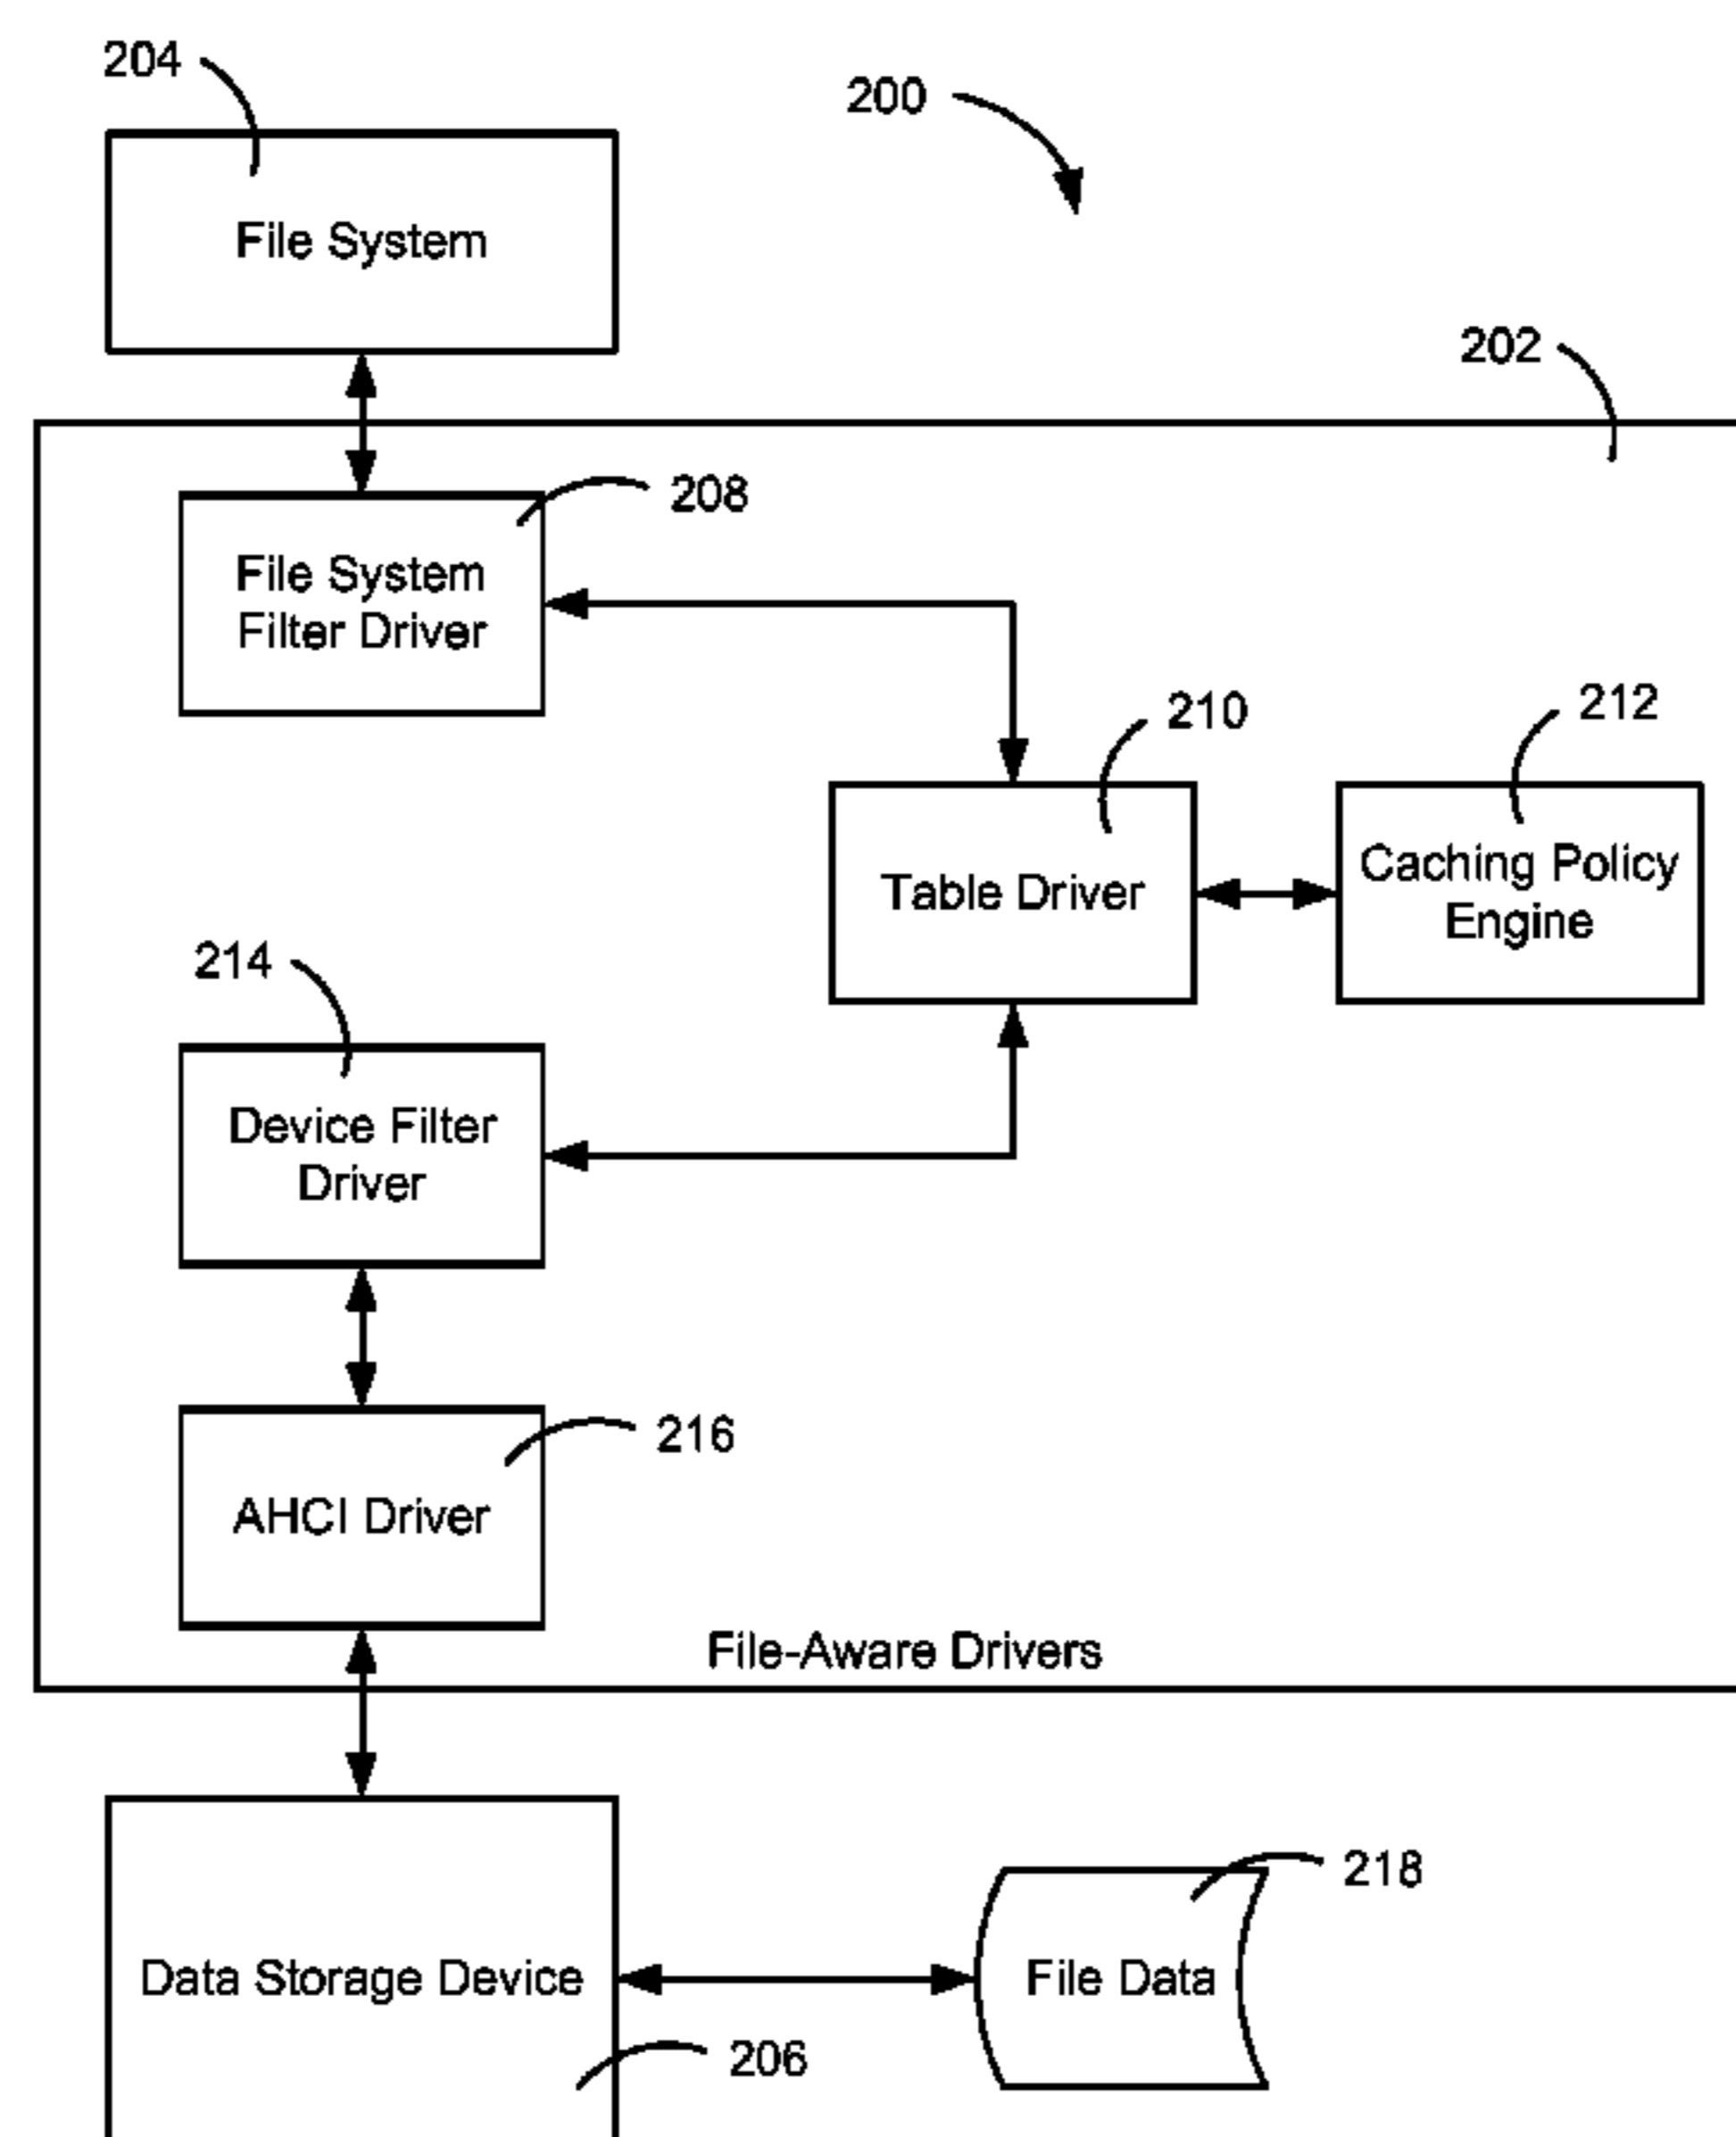 204
200
File System
202
208
File System
Filter Driver
210
212
Table Driver
Caching Policy
Engine
214
Device Filter
Driver
216
AHCI Driver
File-Aware Drivers
218
Data Storage Device
File Data
206